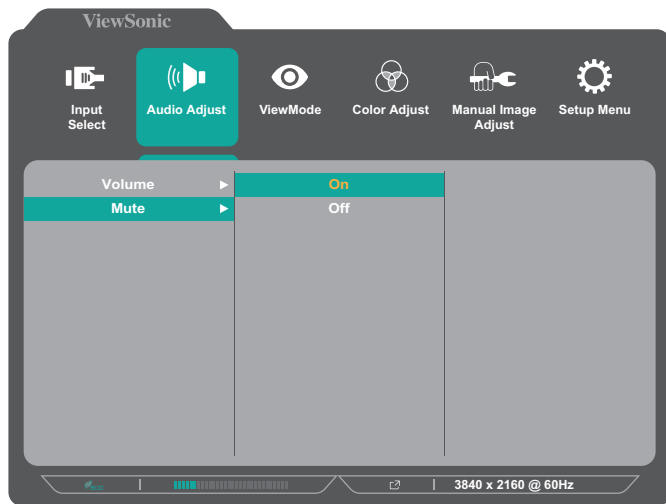 ViewSonic
Input
Select
Audio Adjust
ViewMode
Color Adjust
Manual Image
Adjust
Setup Menu
Volume
On
Mute
Off
3840 x 2160 @ 60Hz